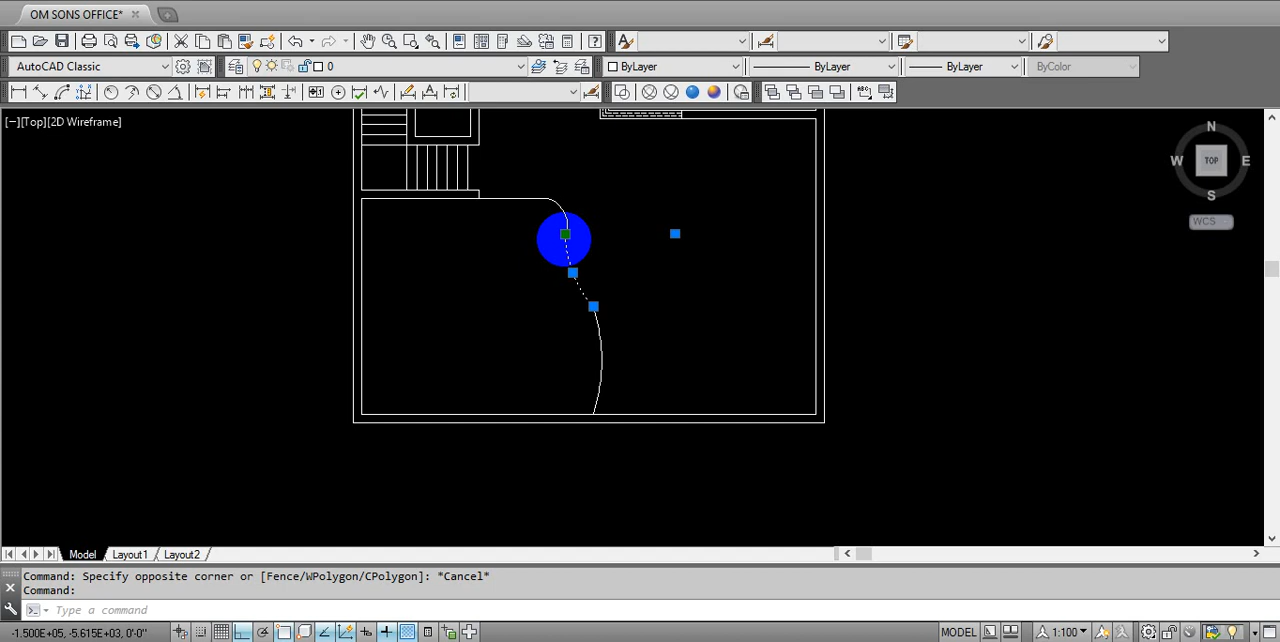 OM SONS OFFICE*
AutoCAD Classic
0
ByLayer
ByLayer
ByLayer
ByColor
[−][Top][2D Wireframe]
N
W TOP E
S
WCS
Model Layout1 Layout2
Command: Specify opposite corner or [Fence/WPolygon/CPolygon]: *Cancel*
Command:
Type a command
-1.500E+05, -5.615E+03, 0'-0"
MODEL
1:100